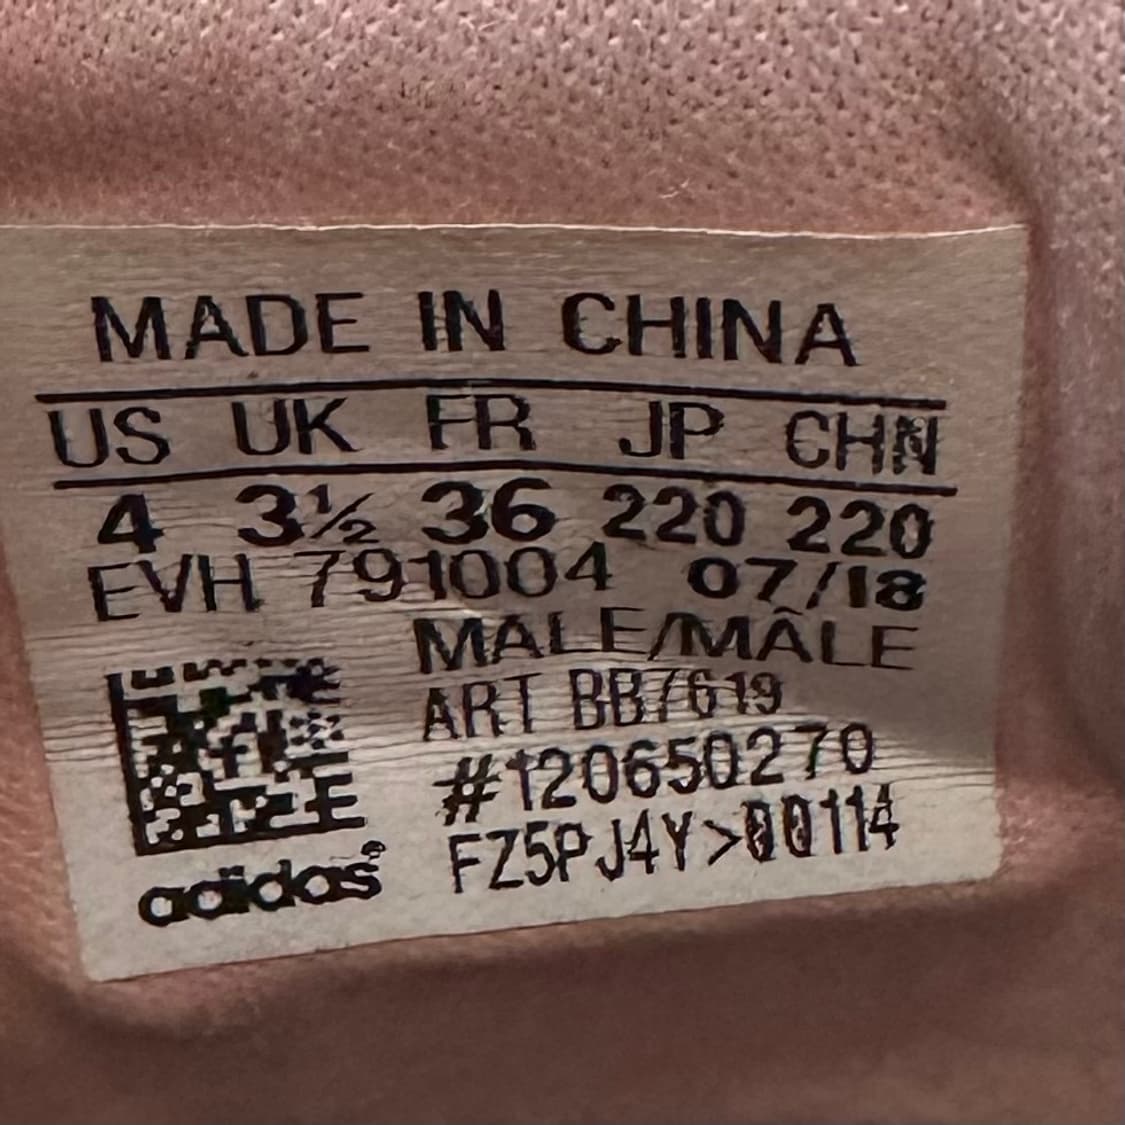 MADE IN CHINA
US UK FR JP CHN
4 3½ 36 220 220
EVH 791004 07/18
MALE/MÂLE
ART BB7619
#120650270
FZ5PJ4Y>00114
adidas®